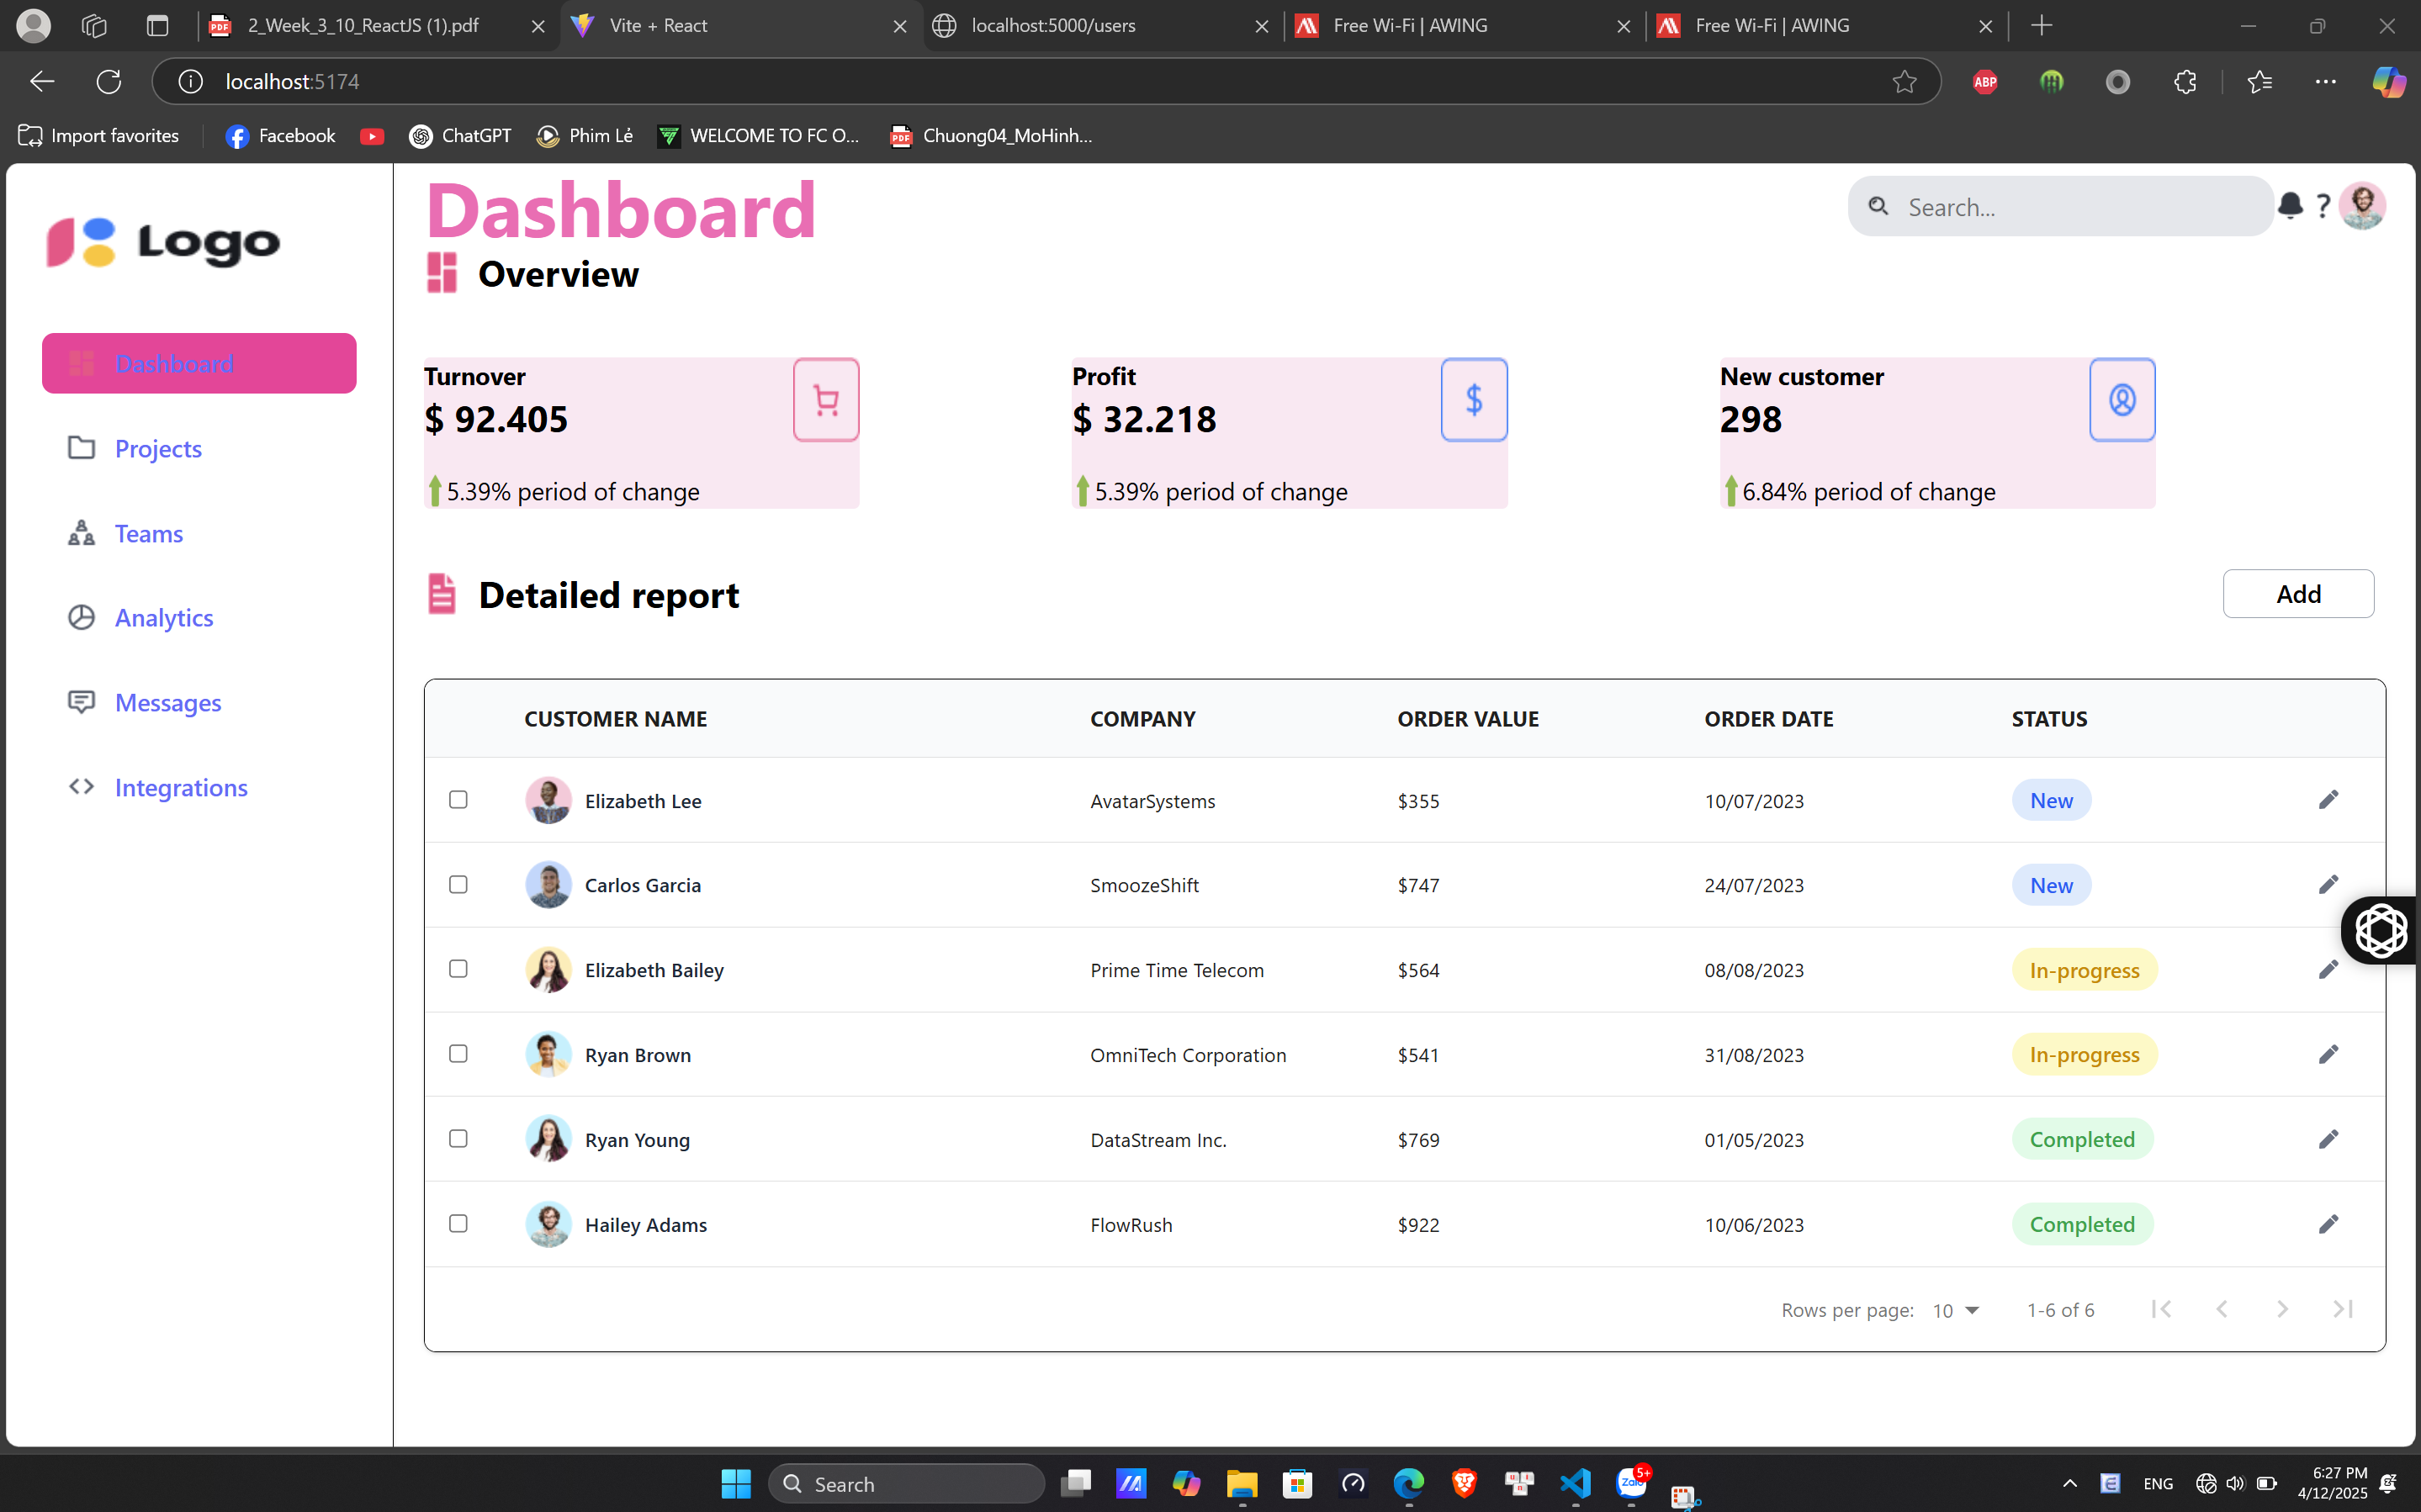 2_Week_3_10_ReactJS (1).pdf
Vite + React
localhost:5000/users
Free Wi-Fi | AWING
Free Wi-Fi | AWING
localhost:5174
ABP
Import favorites
Facebook
ChatGPT
Phim Lẻ
WELCOME TO FC O...
PDF
Chuong04_MoHinh...
Logo
Dashboard
Search...
?
Overview
Dashboard
Projects
Teams
Analytics
Messages
Integrations
Turnover
$ 92.405
5.39% period of change
Profit
$ 32.218
$
5.39% period of change
New customer
298
6.84% period of change
Detailed report
Add
CUSTOMER NAME COMPANY ORDER VALUE ORDER DATE STATUS
Elizabeth Lee AvatarSystems $355 10/07/2023 New
Carlos Garcia SmoozeShift $747 24/07/2023 New
Elizabeth Bailey Prime Time Telecom $564 08/08/2023 In-progress
Ryan Brown OmniTech Corporation $541 31/08/2023 In-progress
Ryan Young DataStream Inc. $769 01/05/2023 Completed
Hailey Adams FlowRush $922 10/06/2023 Completed
Rows per page: 10 1-6 of 6
Search
Zalo
5+
ENG
6:27 PM
4/12/2025